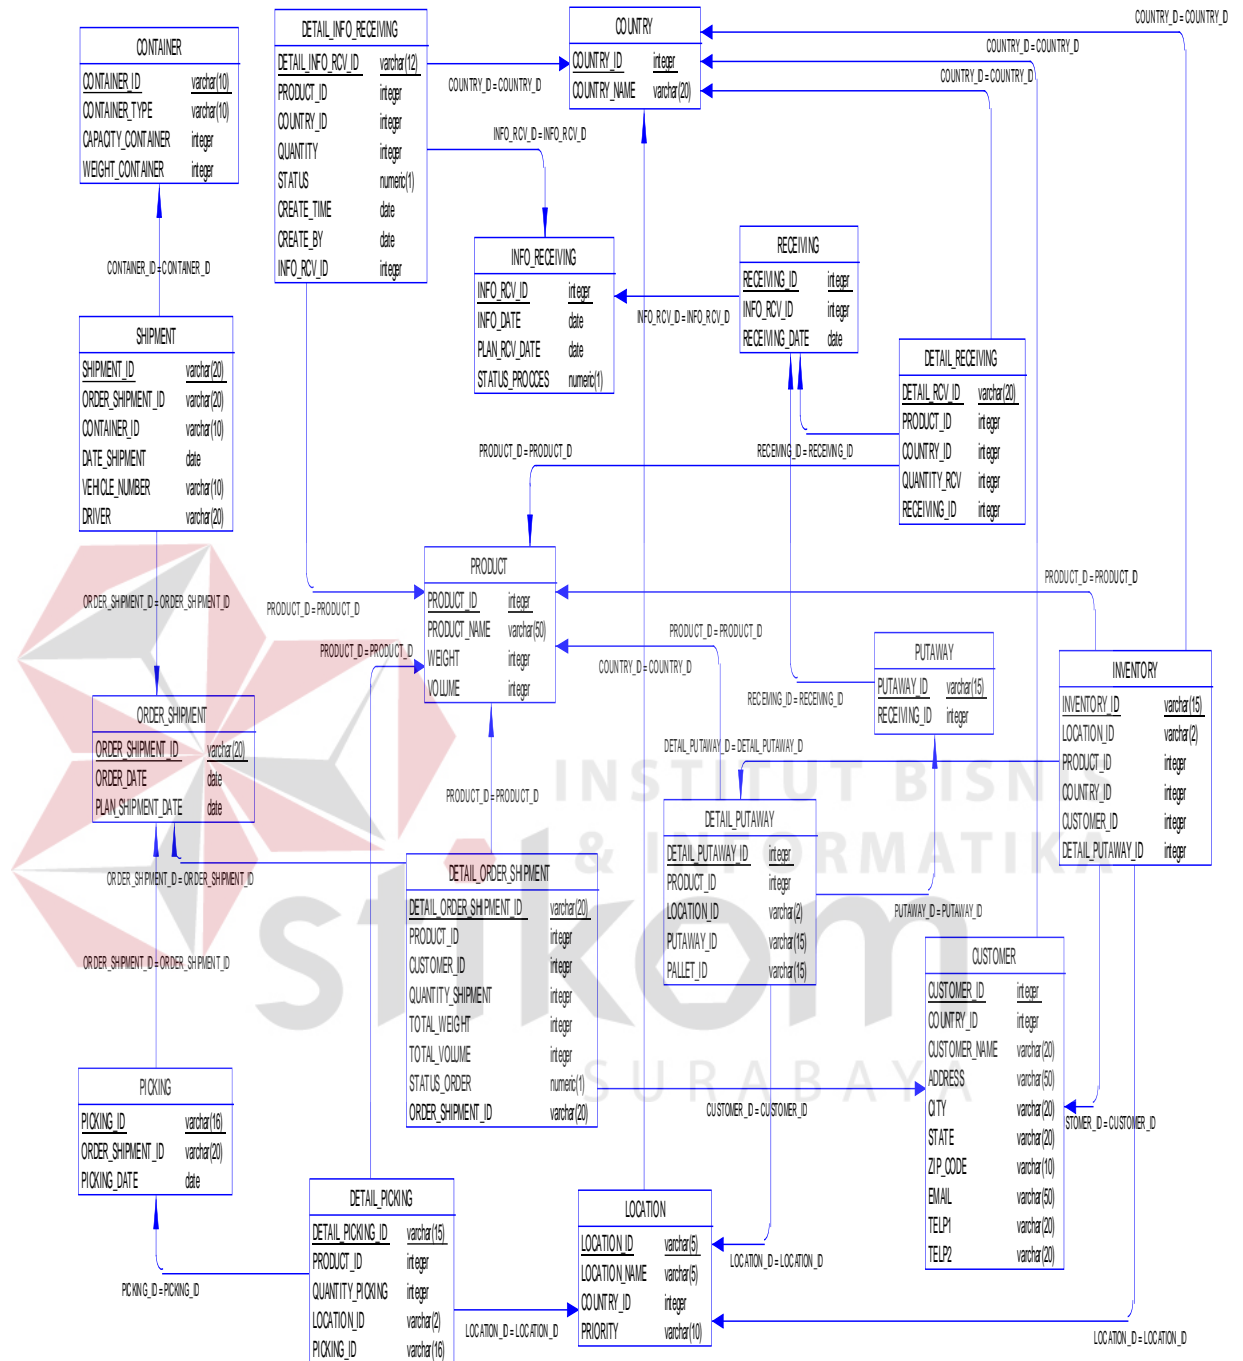 CONTAINER
CONTAINER_ID varchar(10)
CONTAINER_TYPE varchar(10)
CAPACITY_CONTAINER integer
WEIGHT_CONTAINER integer
DETAIL_INFO_RECEIVING
DETAIL_INFO_RCV_ID varchar(12)
PRODUCT_ID integer
COUNTRY_ID integer
QUANTITY integer
STATUS numeric(1)
CREATE_TIME date
CREATE_BY date
INFO_RCV_ID integer
COUNTRY
COUNTRY_ID integer
COUNTRY_NAME varchar(20)
COUNTRY_ID = COUNTRY_ID
COUNTRY_ID = COUNTRY_ID
COUNTRY_ID = COUNTRY_ID
COUNTRY_ID = COUNTRY_ID
INFO_RCV_ID = INFO_RCV_ID
CONTAINER_ID = CONTAINER_ID
INFO_RECEIVING
INFO_RCV_ID integer
INFO_DATE date
PLAN_RCV_DATE date
STATUS_PROCCES numeric(1)
RECEIVING
RECEIVING_ID integer
INFO_RCV_ID integer
RECEIVING_DATE date
INFO_RCV_ID = INFO_RCV_ID
SHIPMENT
SHIPMENT_ID varchar(20)
ORDER_SHIPMENT_ID varchar(20)
CONTAINER_ID varchar(10)
DATE_SHIPMENT date
VEHICLE_NUMBER varchar(10)
DRIVER varchar(20)
DETAIL_RECEIVING
DETAIL_RCV_ID varchar(20)
PRODUCT_ID integer
COUNTRY_ID integer
QUANTITY_RCV integer
RECEIVING_ID integer
PRODUCT_ID = PRODUCT_ID
RECEIVING_ID = RECEIVING_ID
PRODUCT
PRODUCT_ID integer
PRODUCT_NAME varchar(50)
WEIGHT integer
VOLUME integer
ORDER_SHIPMENT_ID = ORDER_SHIPMENT_ID
PRODUCT_ID = PRODUCT_ID
PRODUCT_ID = PRODUCT_ID
PRODUCT_ID = PRODUCT_ID
PRODUCT_ID = PRODUCT_ID
COUNTRY_ID = COUNTRY_ID
PUTAWAY
PUTAWAY_ID varchar(15)
RECEIVING_ID integer
RECEIVING_ID = RECEIVING_ID
INVENTORY
INVENTORY_ID varchar(15)
LOCATION_ID varchar(2)
PRODUCT_ID integer
COUNTRY_ID integer
CUSTOMER_ID integer
DETAIL_PUTAWAY_ID integer
ORDER_SHIPMENT
ORDER_SHIPMENT_ID varchar(20)
ORDER_DATE date
PLAN_SHIPMENT_DATE date
DETAIL_PUTAWAY_ID = DETAIL_PUTAWAY_ID
PRODUCT_ID = PRODUCT_ID
INSTITUT BISNIS
& INFORMATIKA
stikom
SURABAYA
DETAIL_PUTAWAY
DETAIL_PUTAWAY_ID integer
PRODUCT_ID integer
LOCATION_ID varchar(2)
PUTAWAY_ID varchar(15)
PALLET_ID varchar(15)
ORDER_SHIPMENT_ID = ORDER_SHIPMENT_ID
DETAIL_ORDER_SHIPMENT
DETAIL_ORDER_SHIPMENT_ID varchar(20)
PRODUCT_ID integer
CUSTOMER_ID integer
QUANTITY_SHIPMENT integer
TOTAL_WEIGHT integer
TOTAL_VOLUME integer
STATUS_ORDER numeric(1)
ORDER_SHIPMENT_ID varchar(20)
PUTAWAY_ID = PUTAWAY_ID
ORDER_SHIPMENT_ID = ORDER_SHIPMENT_ID
CUSTOMER
CUSTOMER_ID integer
COUNTRY_ID integer
CUSTOMER_NAME varchar(20)
ADDRESS varchar(50)
CITY varchar(20)
STATE varchar(20)
ZIP_CODE varchar(10)
EMAIL varchar(50)
TELP1 varchar(20)
TELP2 varchar(20)
CUSTOMER_ID = CUSTOMER_ID
STOMER_ID = CUSTOMER_ID
PICKING
PICKING_ID varchar(16)
ORDER_SHIPMENT_ID varchar(20)
PICKING_DATE date
DETAIL_PICKING
DETAIL_PICKING_ID varchar(15)
PRODUCT_ID integer
QUANTITY_PICKING integer
LOCATION_ID varchar(2)
PICKING_ID varchar(16)
LOCATION
LOCATION_ID varchar(5)
LOCATION_NAME varchar(5)
COUNTRY_ID integer
PRIORITY varchar(10)
PICKING_ID = PICKING_ID
LOCATION_ID = LOCATION_ID
LOCATION_ID = LOCATION_ID
LOCATION_ID = LOCATION_ID